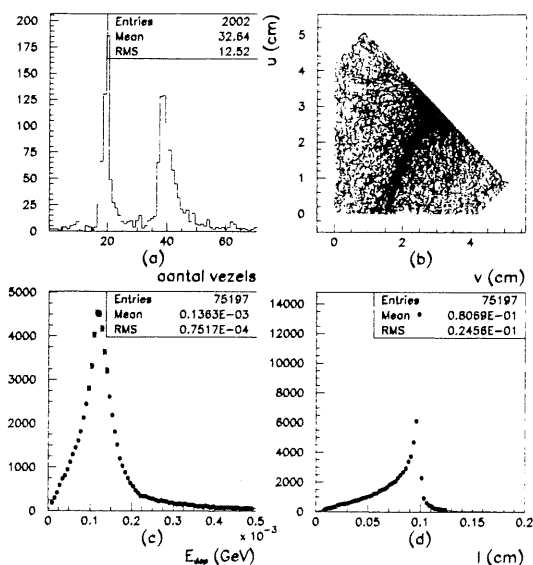 Entries 2002
Mean 32.64
RMS 12.52
200
175
150
125
100
75
50
25
0
20 40 60
(a)
aantal vezels
u (cm)
5
4
3
2
1
0
0 2 4
(b)
v (cm)
Entries 75197
Mean 0.1363E-03
RMS 0.7517E-04
5000
4000
3000
2000
1000
0
0 0.1 0.2 0.3 0.4 0.5
× 10⁻³
(c)
E_dep (GeV)
Entries 75197
Mean 0.8069E-01
RMS 0.2456E-01
14000
12000
10000
8000
6000
4000
2000
0
0 0.05 0.1 0.15 0.2
(d)
l (cm)